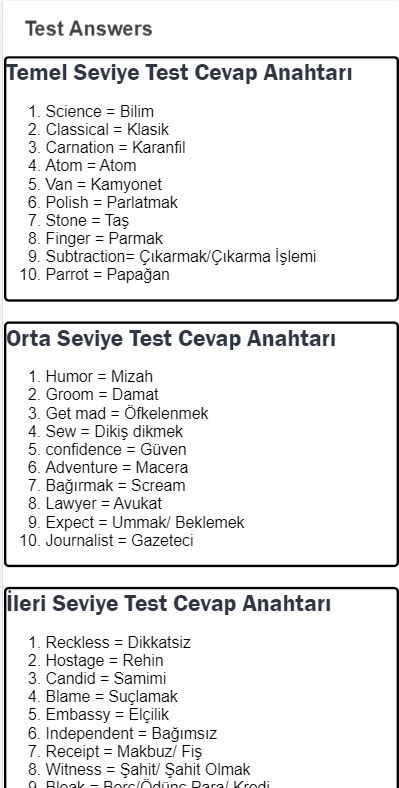 Test Answers
Temel Seviye Test Cevap Anahtarı
1. Science = Bilim
2. Classical = Klasik
3. Carnation = Karanfil
4. Atom = Atom
5. Van = Kamyonet
6. Polish = Parlatmak
7. Stone = Taş
8. Finger = Parmak
9. Subtraction= Çıkarmak/Çıkarma İşlemi
10. Parrot = Papağan
Orta Seviye Test Cevap Anahtarı
1. Humor = Mizah
2. Groom = Damat
3. Get mad = Öfkelenmek
4. Sew = Dikiş dikmek
5. confidence = Güven
6. Adventure = Macera
7. Bağırmak = Scream
8. Lawyer = Avukat
9. Expect = Ummak/ Beklemek
10. Journalist = Gazeteci
İleri Seviye Test Cevap Anahtarı
1. Reckless = Dikkatsiz
2. Hostage = Rehin
3. Candid = Samimi
4. Blame = Suçlamak
5. Embassy = Elçilik
6. Independent = Bağımsız
7. Receipt = Makbuz/ Fiş
8. Witness = Şahit/ Şahit Olmak
9. = Borç/Ödünç Para/ Kredi